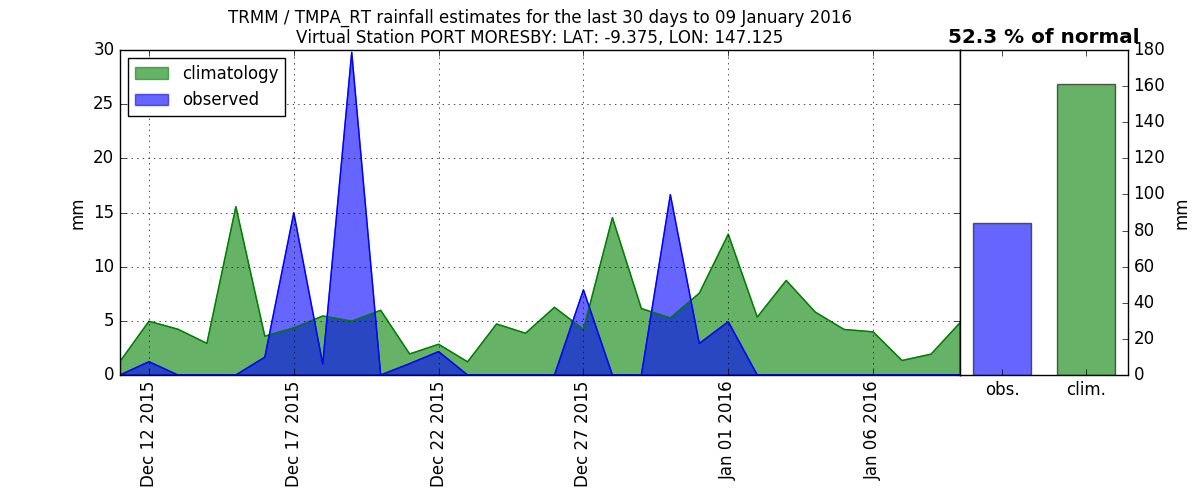 TRMM / TMPA_RT rainfall estimates for the last 30 days to 09 January 2016
Virtual Station PORT MORESBY: LAT: -9.375, LON: 147.125
52.3 % of normal
climatology
observed
30
25
20
15
10
5
0
mm
Dec 12 2015
Dec 17 2015
Dec 22 2015
Dec 27 2015
Jan 01 2016
Jan 06 2016
180
160
140
120
100
80
60
40
20
0
mm
obs.
clim.